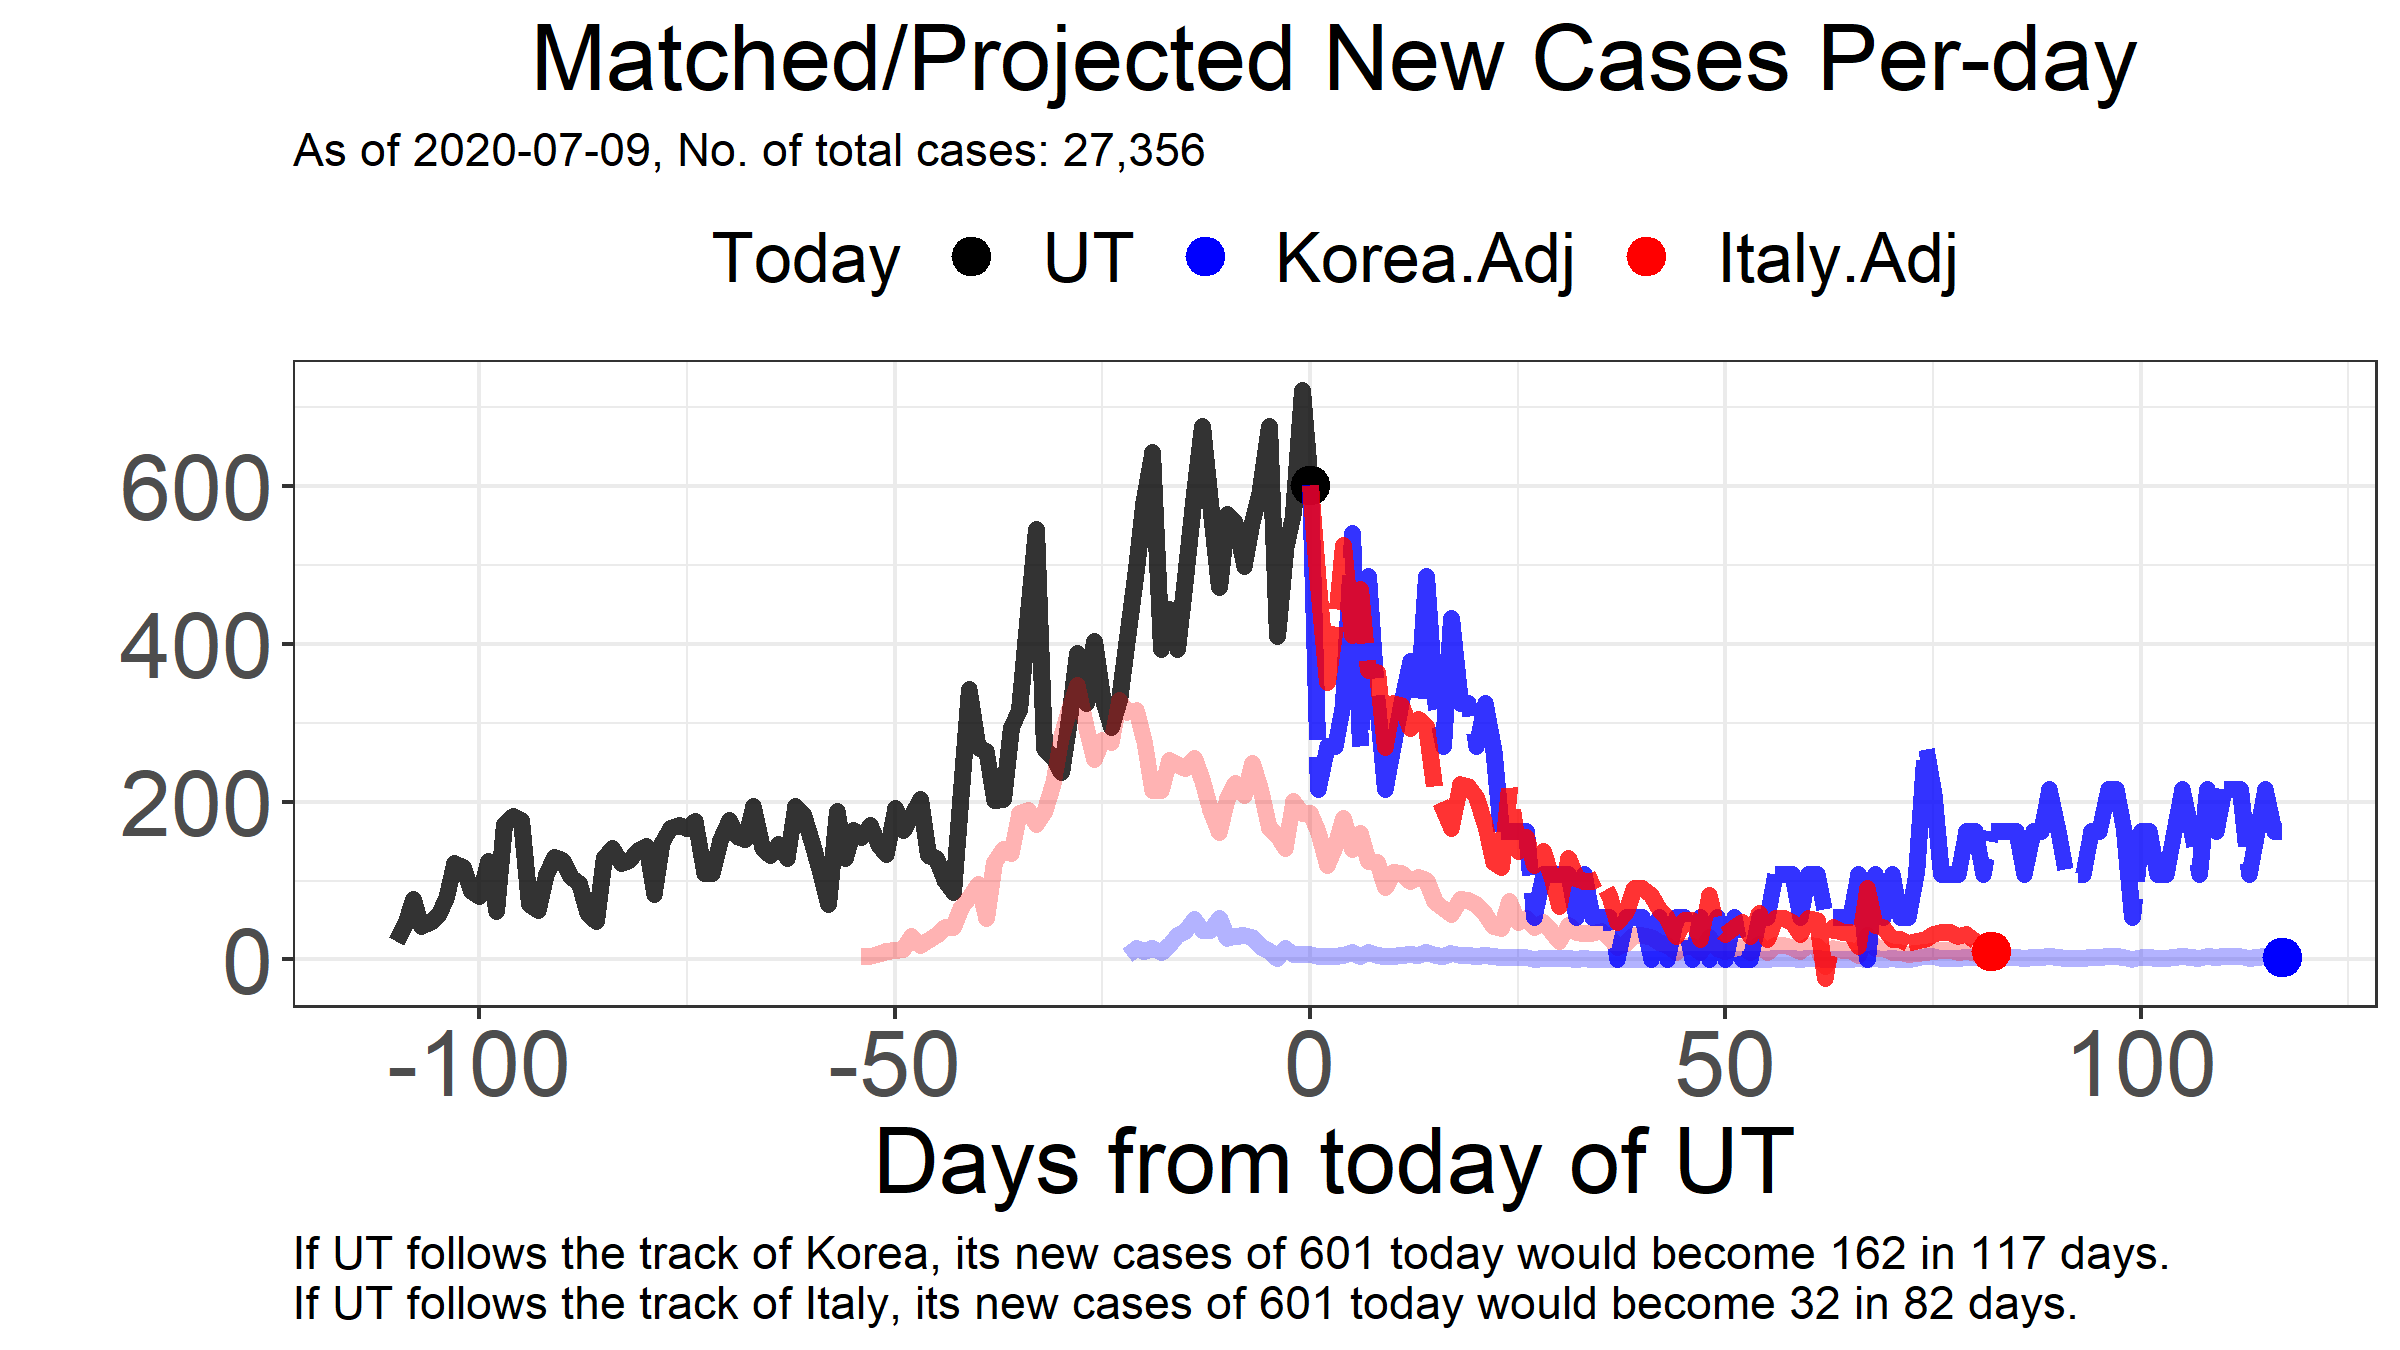 Matched/Projected New Cases Per-day
As of 2020-07-09, No. of total cases: 27,356
Today UT Korea.Adj Italy.Adj
600
400
200
0
-100 -50 0 50 100
Days from today of UT
If UT follows the track of Korea, its new cases of 601 today would become 162 in 117 days.
If UT follows the track of Italy, its new cases of 601 today would become 32 in 82 days.